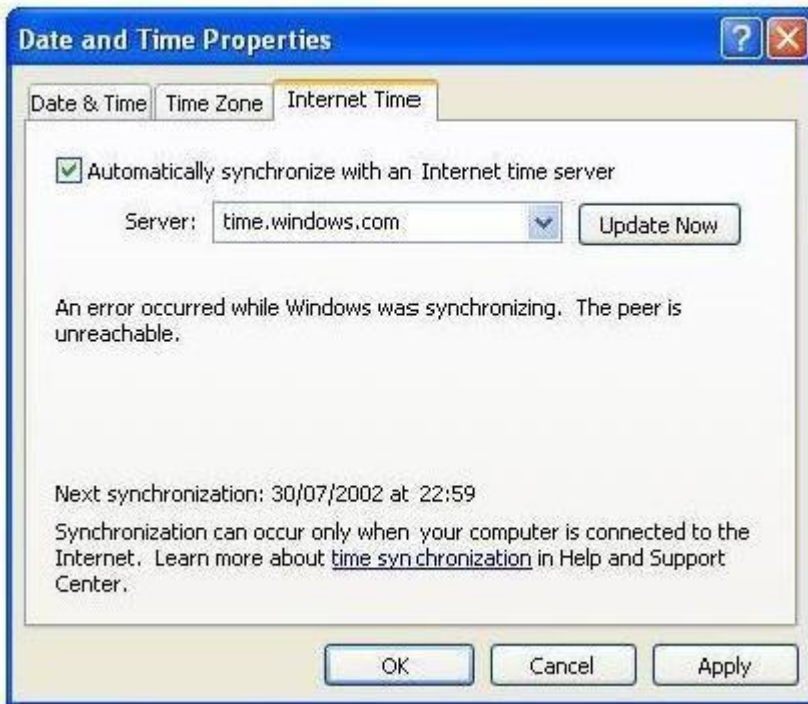 Date and Time Properties
Date & Time Time Zone Internet Time
Automatically synchronize with an Internet time server
Server: time.windows.com Update Now
An error occurred while Windows was synchronizing. The peer is
unreachable.
Next synchronization: 30/07/2002 at 22:59
Synchronization can occur only when your computer is connected to the
Internet. Learn more about time synchronization in Help and Support
Center.
OK Cancel Apply